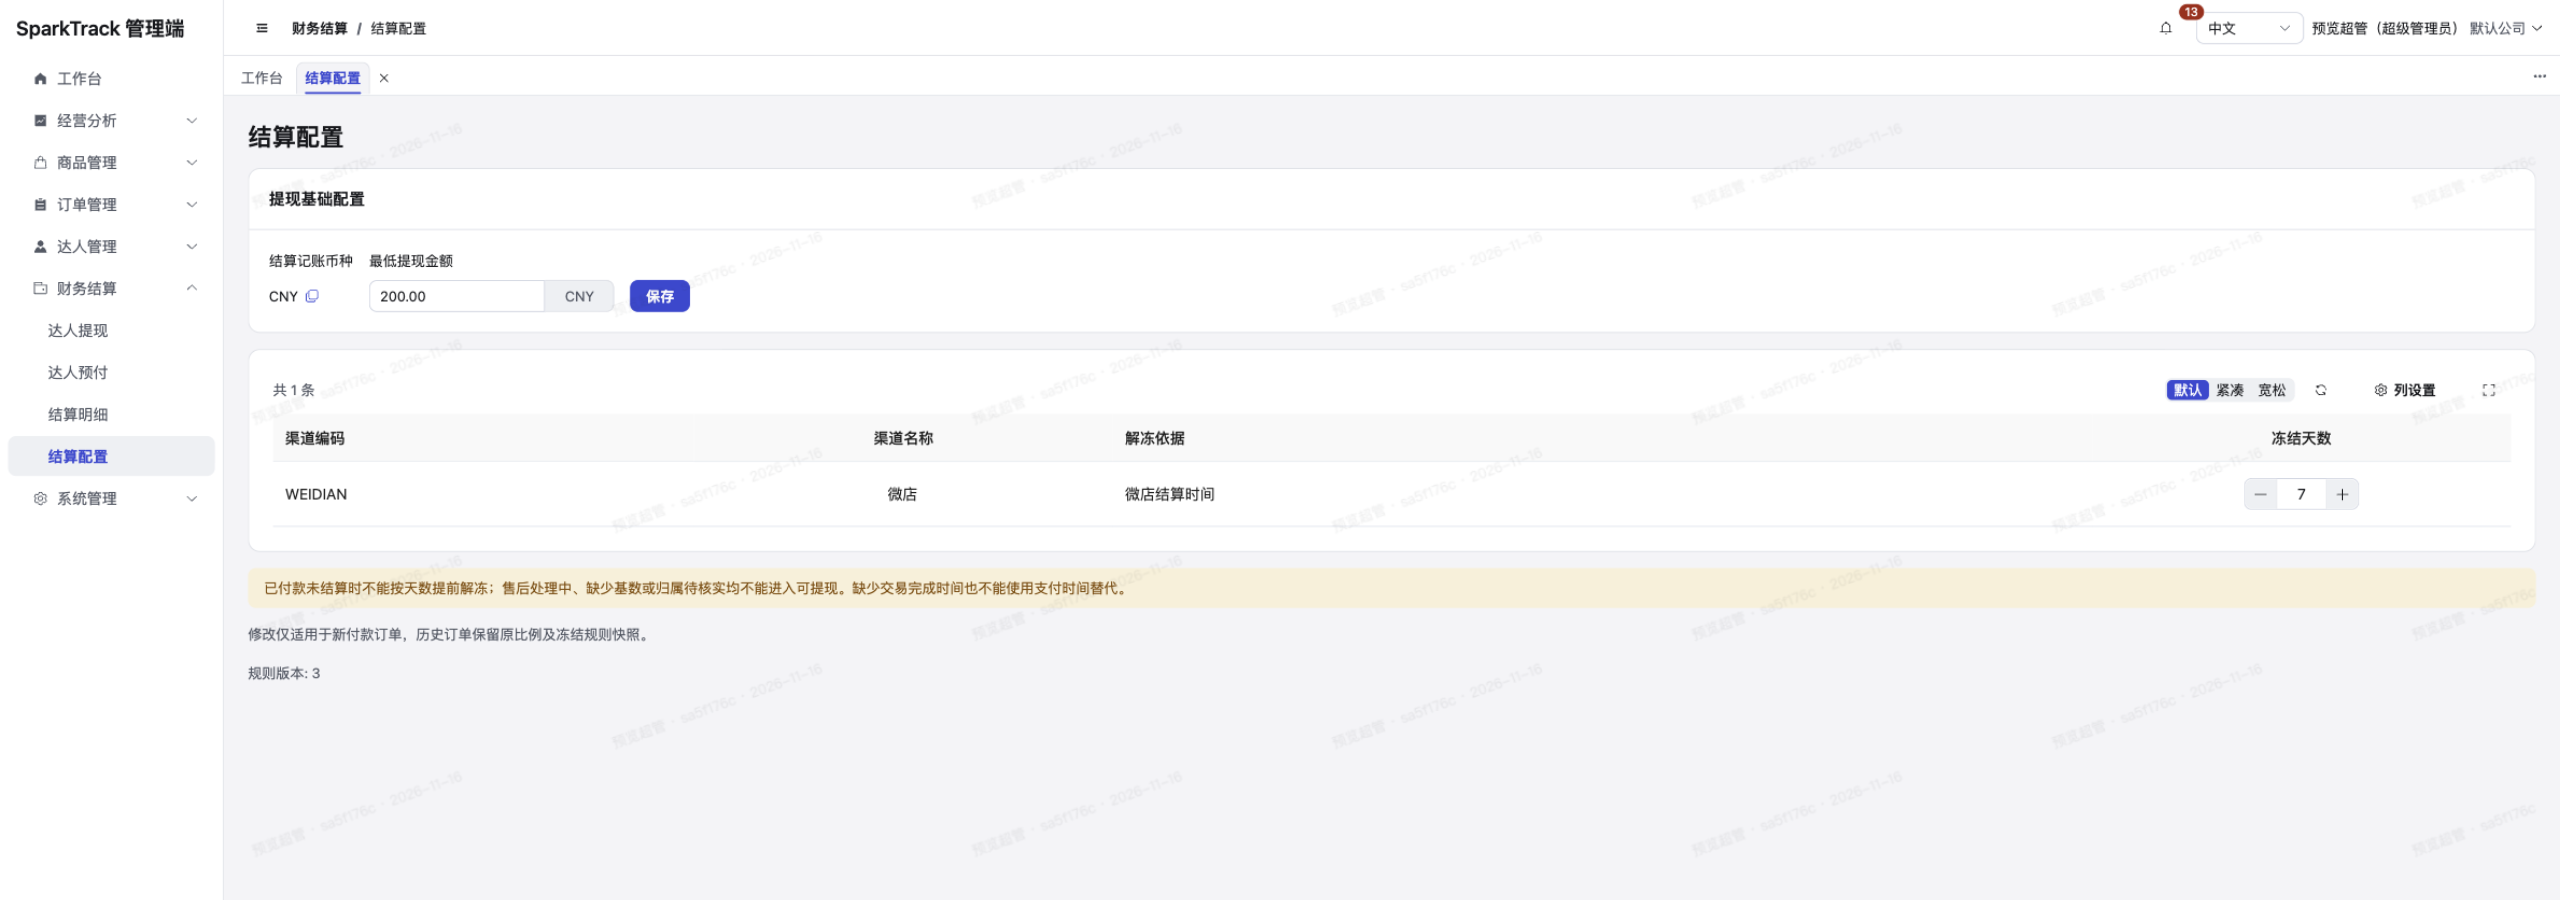 SparkTrack 管理端
财务结算 / 结算配置
13
中文
预览超管（超级管理员） 默认公司
工作台
经营分析
商品管理
订单管理
达人管理
财务结算
达人提现
达人预付
结算明细
结算配置
系统管理
工作台 结算配置
结算配置
提现基础配置
结算记账币种 最低提现金额
CNY 200.00 CNY 保存
共 1 条
默认 紧凑 宽松 列设置
渠道编码 渠道名称 解冻依据 冻结天数
WEIDIAN 微店 微店结算时间 7
已付款未结算时不能按天数提前解冻；售后处理中、缺少基数或归属待核实均不能进入可提现。缺少交易完成时间也不能使用支付时间替代。
修改仅适用于新付款订单，历史订单保留原比例及冻结规则快照。
规则版本: 3
预览超管 · sa5f176c · 2026-11-16